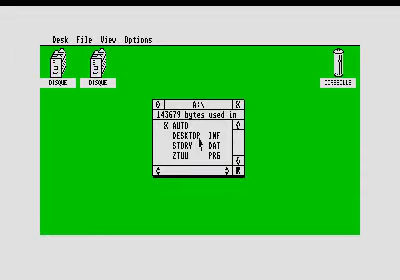 Desk File View Options
DISQUE DISQUE CORBEILLE
A:\
143679 bytes used in
AUTO
DESKTOP INF
STORY DAT
ZTUU PRG